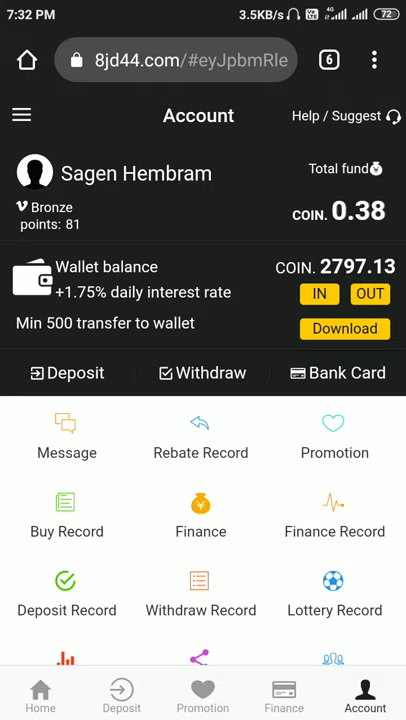 7:32 PM 3.5KB/s 4G 72
8jd44.com/#eyJpbmRle 6
Account Help / Suggest
Sagen Hembram Total fund
Bronze
points: 81 COIN. 0.38
Wallet balance COIN. 2797.13
+1.75% daily interest rate IN OUT
Min 500 transfer to wallet Download
Deposit Withdraw Bank Card
Message Rebate Record Promotion
Buy Record Finance Finance Record
Deposit Record Withdraw Record Lottery Record
Home Deposit Promotion Finance Account